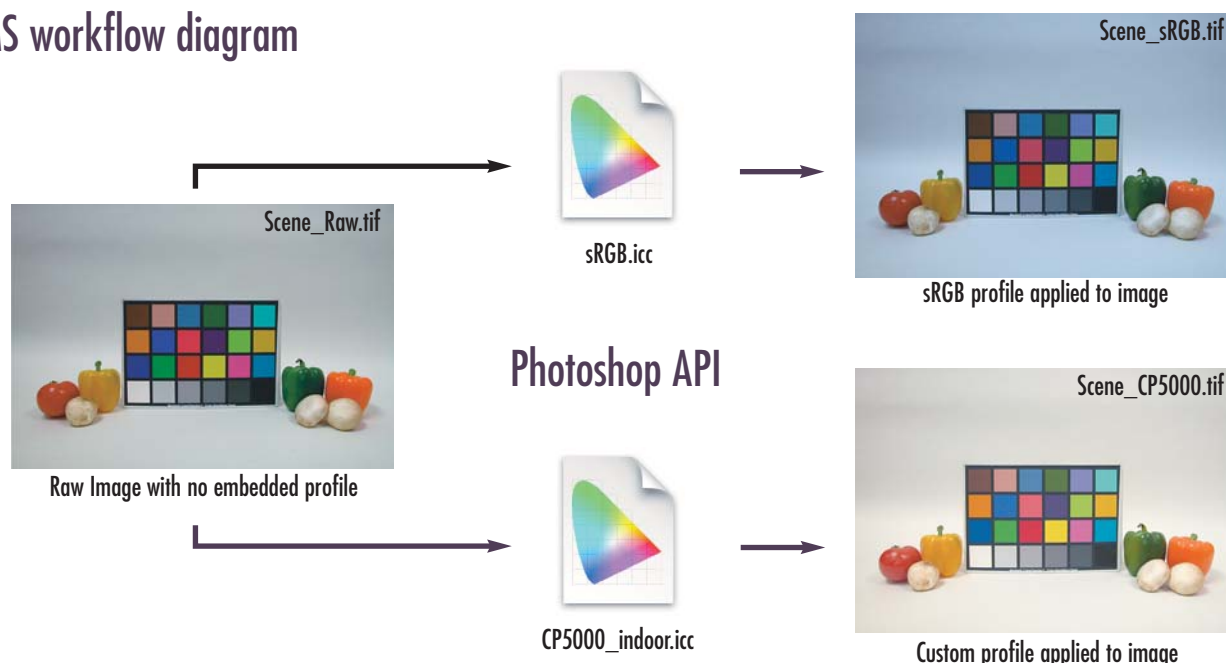 workflow diagram
Scene_sRGB.tif
sRGB.icc
sRGB profile applied to image
Scene_Raw.tif
Raw Image with no embedded profile
Photoshop API
Scene_CP5000.tif
CP5000_indoor.icc
Custom profile applied to image